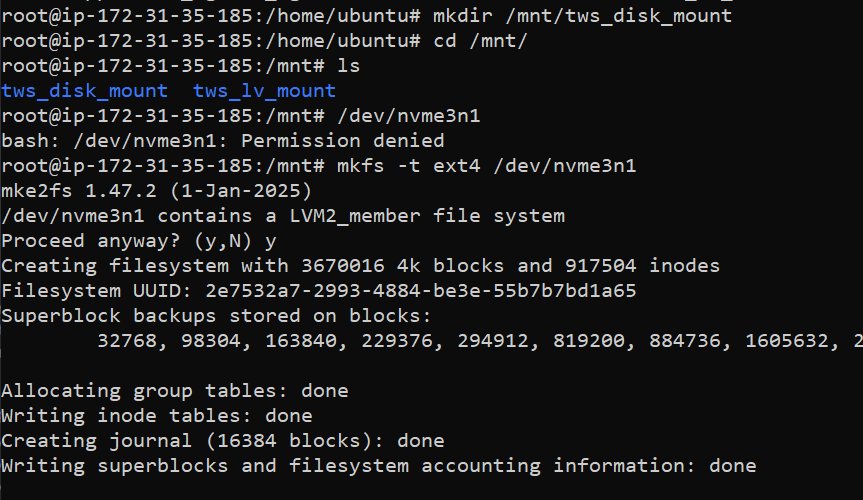 root@ip-172-31-35-185:/home/ubuntu# mkdir /mnt/tws_disk_mount
root@ip-172-31-35-185:/home/ubuntu# cd /mnt/
root@ip-172-31-35-185:/mnt# ls
tws_disk_mount  tws_lv_mount
root@ip-172-31-35-185:/mnt# /dev/nvme3n1
bash: /dev/nvme3n1: Permission denied
root@ip-172-31-35-185:/mnt# mkfs -t ext4 /dev/nvme3n1
mke2fs 1.47.2 (1-Jan-2025)
/dev/nvme3n1 contains a LVM2_member file system
Proceed anyway? (y,N) y
Creating filesystem with 3670016 4k blocks and 917504 inodes
Filesystem UUID: 2e7532a7-2993-4884-be3e-55b7b7bd1a65
Superblock backups stored on blocks:
        32768, 98304, 163840, 229376, 294912, 819200, 884736, 1605632, 2
Allocating group tables: done
Writing inode tables: done
Creating journal (16384 blocks): done
Writing superblocks and filesystem accounting information: done